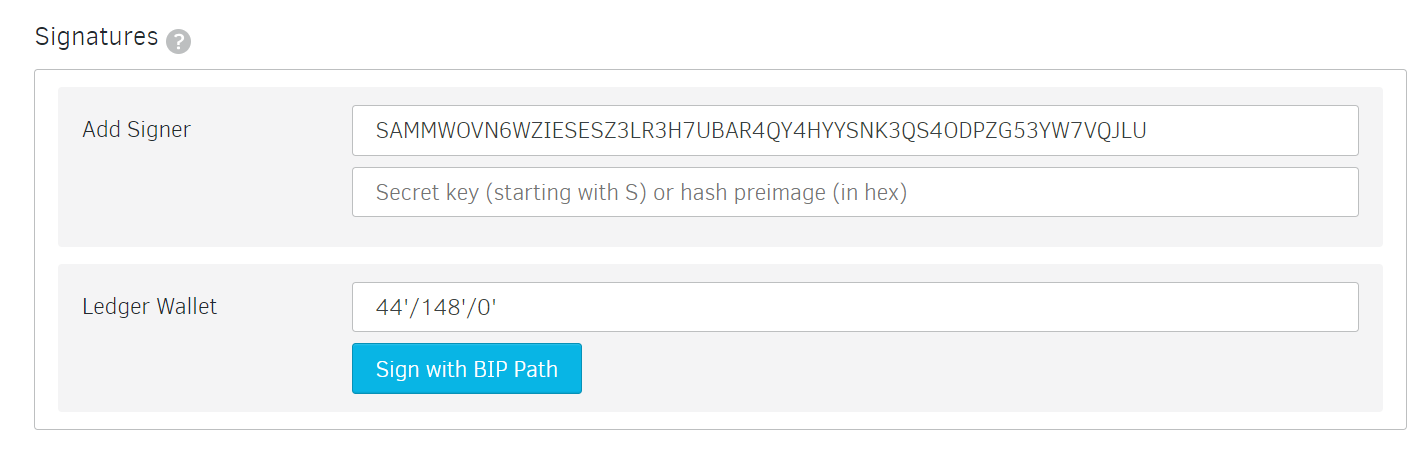 Signatures ?
Add Signer
SAMMWOVN6WZIESESZ3LR3H7UBAR4QY4HYYSNK3QS4ODPZG53YW7VQJLU
Secret key (starting with S) or hash preimage (in hex)
Ledger Wallet
44'/148'/0'
Sign with BIP Path